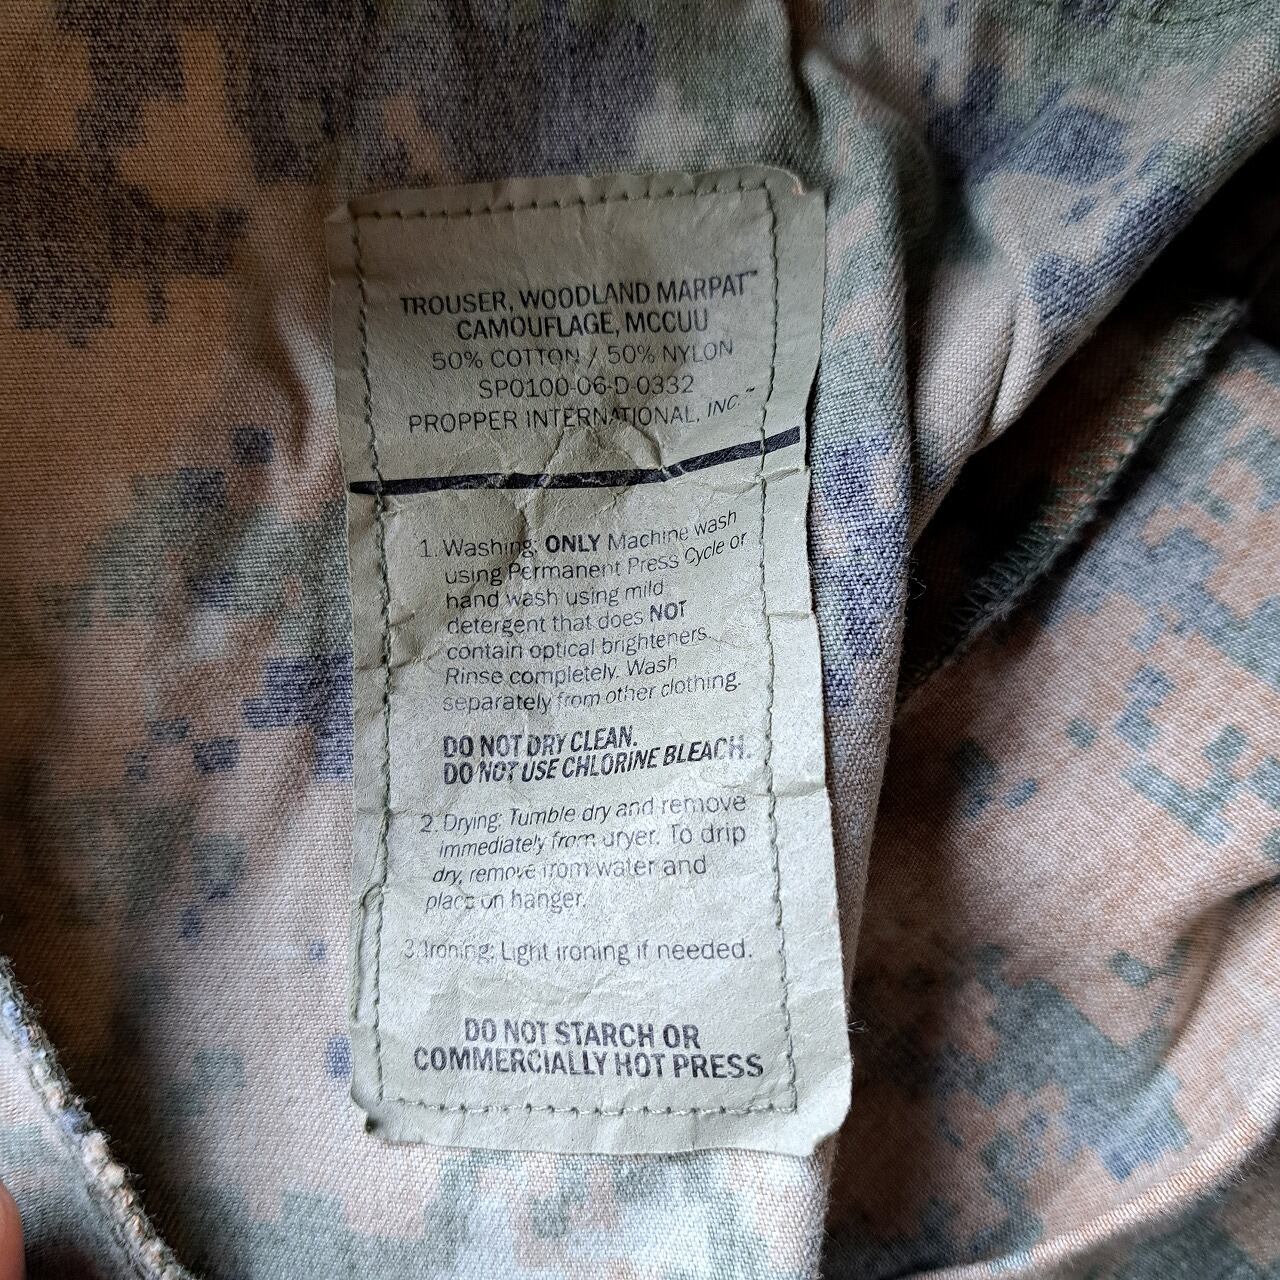 TROUSER, WOODLAND MARPAT™
CAMOUFLAGE, MCCUU
50% COTTON / 50% NYLON
SP0100-06-D-0332
PROPPER INTERNATIONAL, INC.™
1. Washing: ONLY Machine wash
using Permanent Press Cycle or
hand wash using mild
detergent that does NOT
contain optical brighteners.
Rinse completely. Wash
separately from other clothing.
DO NOT DRY CLEAN.
DO NOT USE CHLORINE BLEACH.
2. Drying: Tumble dry and remove
immediately from dryer. To drip
dry, remove from water and
place on hanger.
3. Ironing: Light ironing if needed.
DO NOT STARCH OR
COMMERCIALLY HOT PRESS